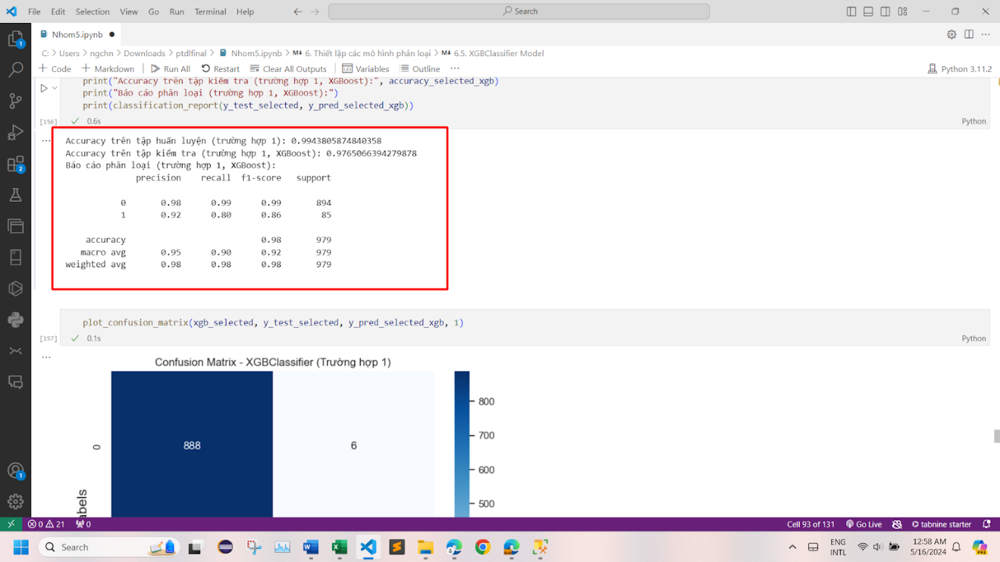 File Edit Selection View Go Run Terminal Help
Search
Nhom5.ipynb
C: > Users > ngchn > Downloads > ptdlfinal > Nhom5.ipynb > M↓ 6. Thiết lập các mô hình phân loại > M↓ 6.5. XGBClassifier Model
+ Code + Markdown Run All Restart Clear All Outputs Variables Outline ... Python 3.11.2
print("Accuracy trên tập kiểm tra (trường hợp 1, XGBoost):", accuracy_selected_xgb)
print("Báo cáo phân loại (trường hợp 1, XGBoost):")
print(classification_report(y_test_selected, y_pred_selected_xgb))
[156] 0.6s Python
Accuracy trên tập huấn luyện (trường hợp 1): 0.9943805874840358
Accuracy trên tập kiểm tra (trường hợp 1, XGBoost): 0.9765066394279878
Báo cáo phân loại (trường hợp 1, XGBoost):
precision recall f1-score support
0 0.98 0.99 0.99 894
1 0.92 0.80 0.86 85
accuracy 0.98 979
macro avg 0.95 0.90 0.92 979
weighted avg 0.98 0.98 0.98 979
plot_confusion_matrix(xgb_selected, y_test_selected, y_pred_selected_xgb, 1)
[157] 0.1s Python
Confusion Matrix - XGBClassifier (Trường hợp 1)
800
700
0 888 6
600
500
abels
1
2
1
0 21 0 Cell 93 of 131 Go Live tabnine starter
Search
ENG
INTL
12:58 AM
5/16/2024
PRE